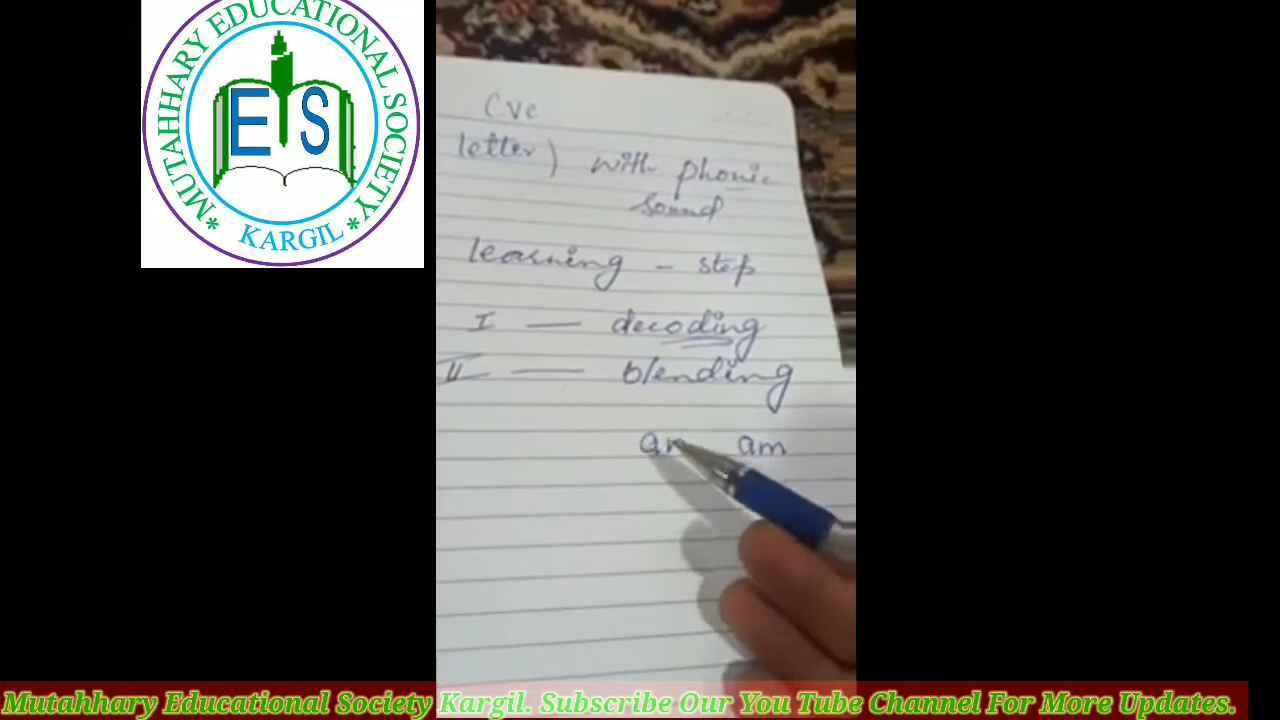 MUTAHHARY EDUCATIONAL SOCIETY
E S
* KARGIL *
CVC
letter) with phonic
sound
learning - step
I — decoding
II — blending
am
Mutahhary Educational Society Kargil. Subscribe Our You Tube Channel For More Updates.